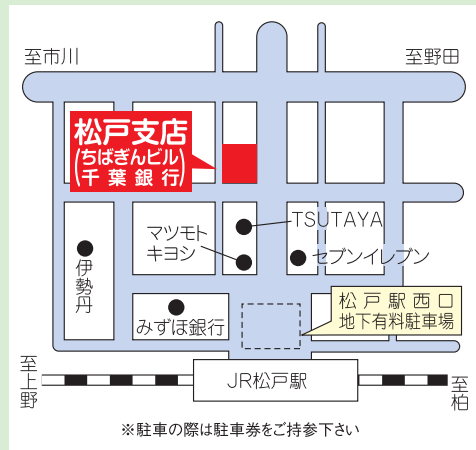 至市川
至野田
松戸支店
(ちばぎんビル)
(千葉銀行)
TSUTAYA
マツモト
キヨシ
セブンイレブン
伊勢丹
みずほ銀行
松戸駅西口
地下有料駐車場
至上野
JR松戸駅
至柏
※駐車の際は駐車券をご持参下さい